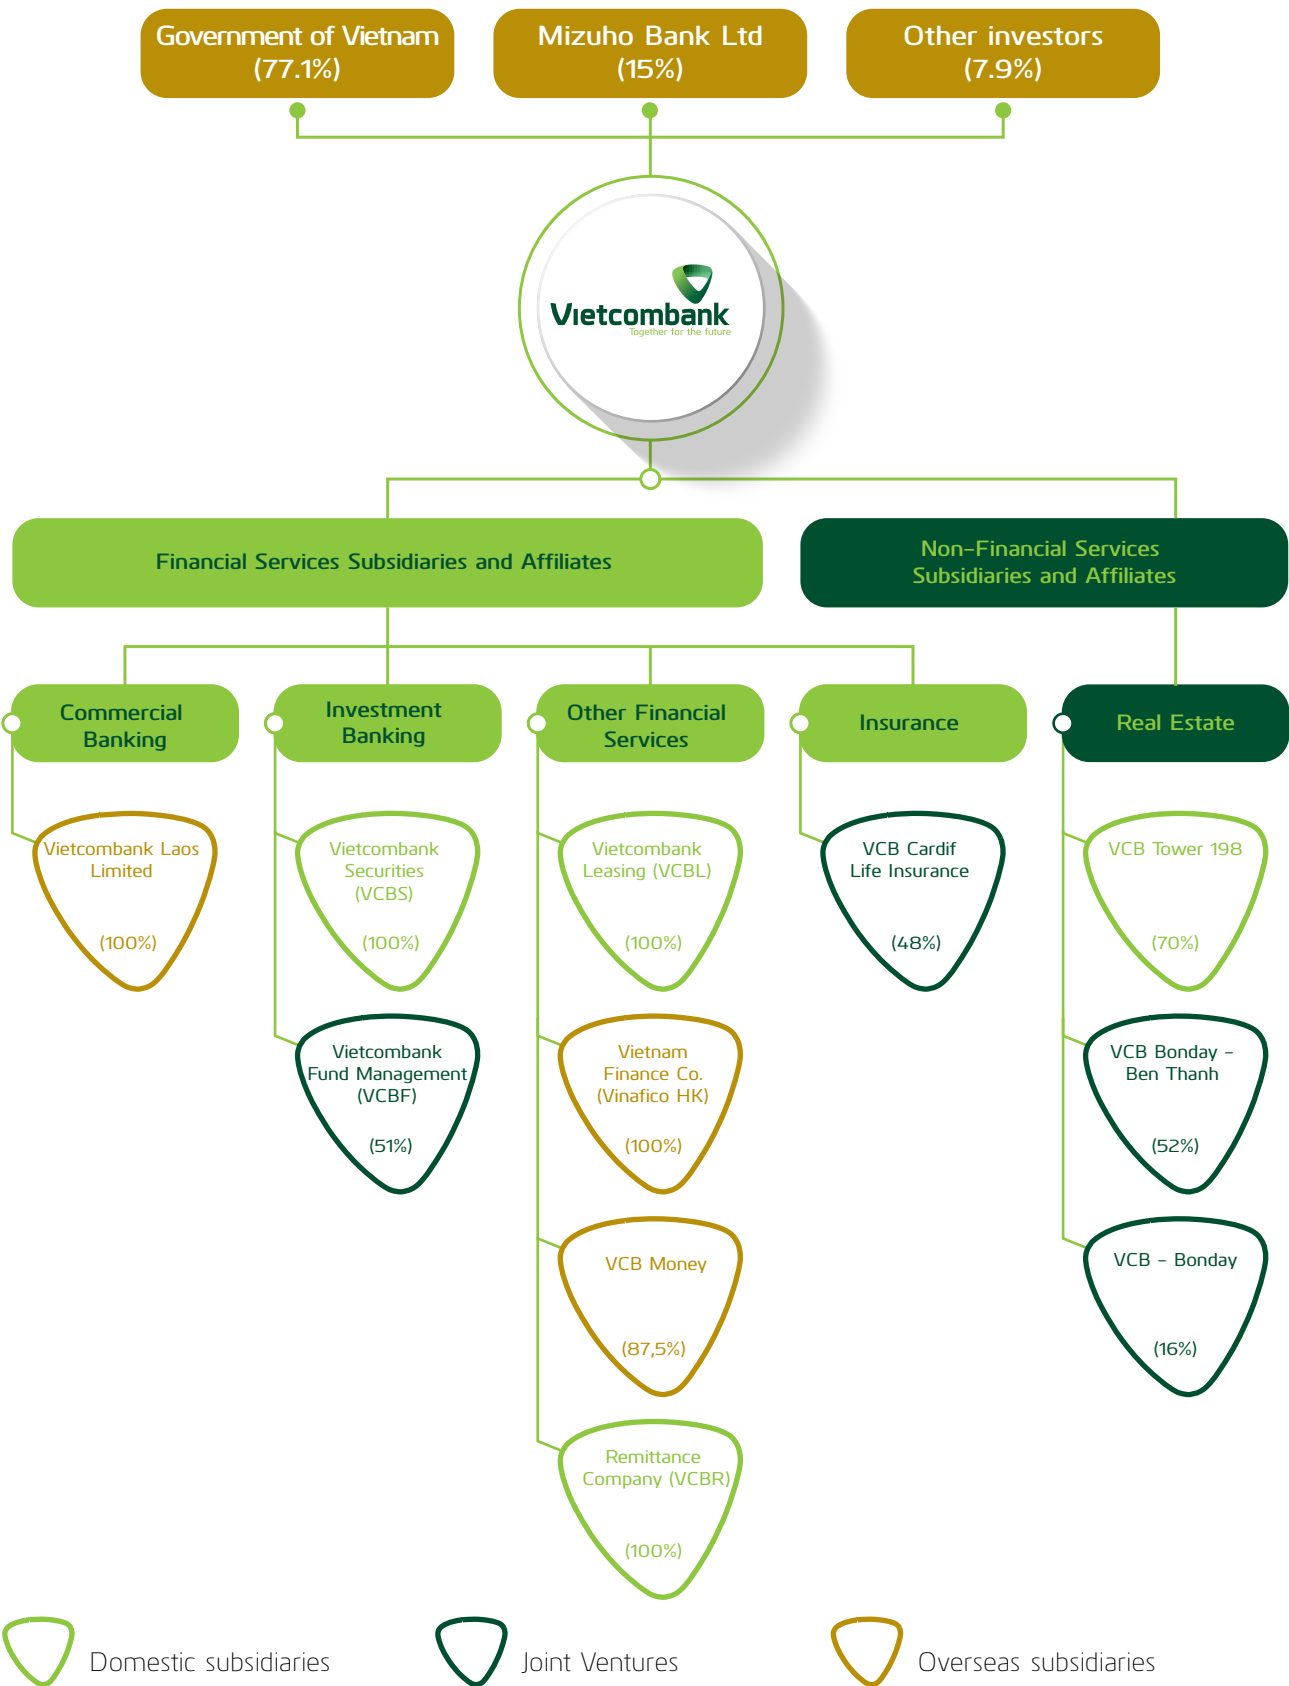 Government of Vietnam
(77.1%)
Mizuho Bank Ltd
(15%)
Other investors
(7.9%)
Vietcombank
Together for the future
Financial Services Subsidiaries and Affiliates
Non-Financial Services
Subsidiaries and Affiliates
Commercial
Banking
Investment
Banking
Other Financial
Services
Insurance
Real Estate
Vietcombank Laos
Limited
(100%)
Vietcombank
Securities
(VCBS)
(100%)
Vietcombank
Leasing (VCBL)
(100%)
VCB Cardif
Life Insurance
(48%)
VCB Tower 198
(70%)
Vietcombank
Fund Management
(VCBF)
(51%)
Vietnam
Finance Co.
(Vinafico HK)
(100%)
VCB Bonday -
Ben Thanh
(52%)
VCB Money
(87,5%)
VCB - Bonday
(16%)
Remittance
Company (VCBR)
(100%)
Domestic subsidiaries
Joint Ventures
Overseas subsidiaries